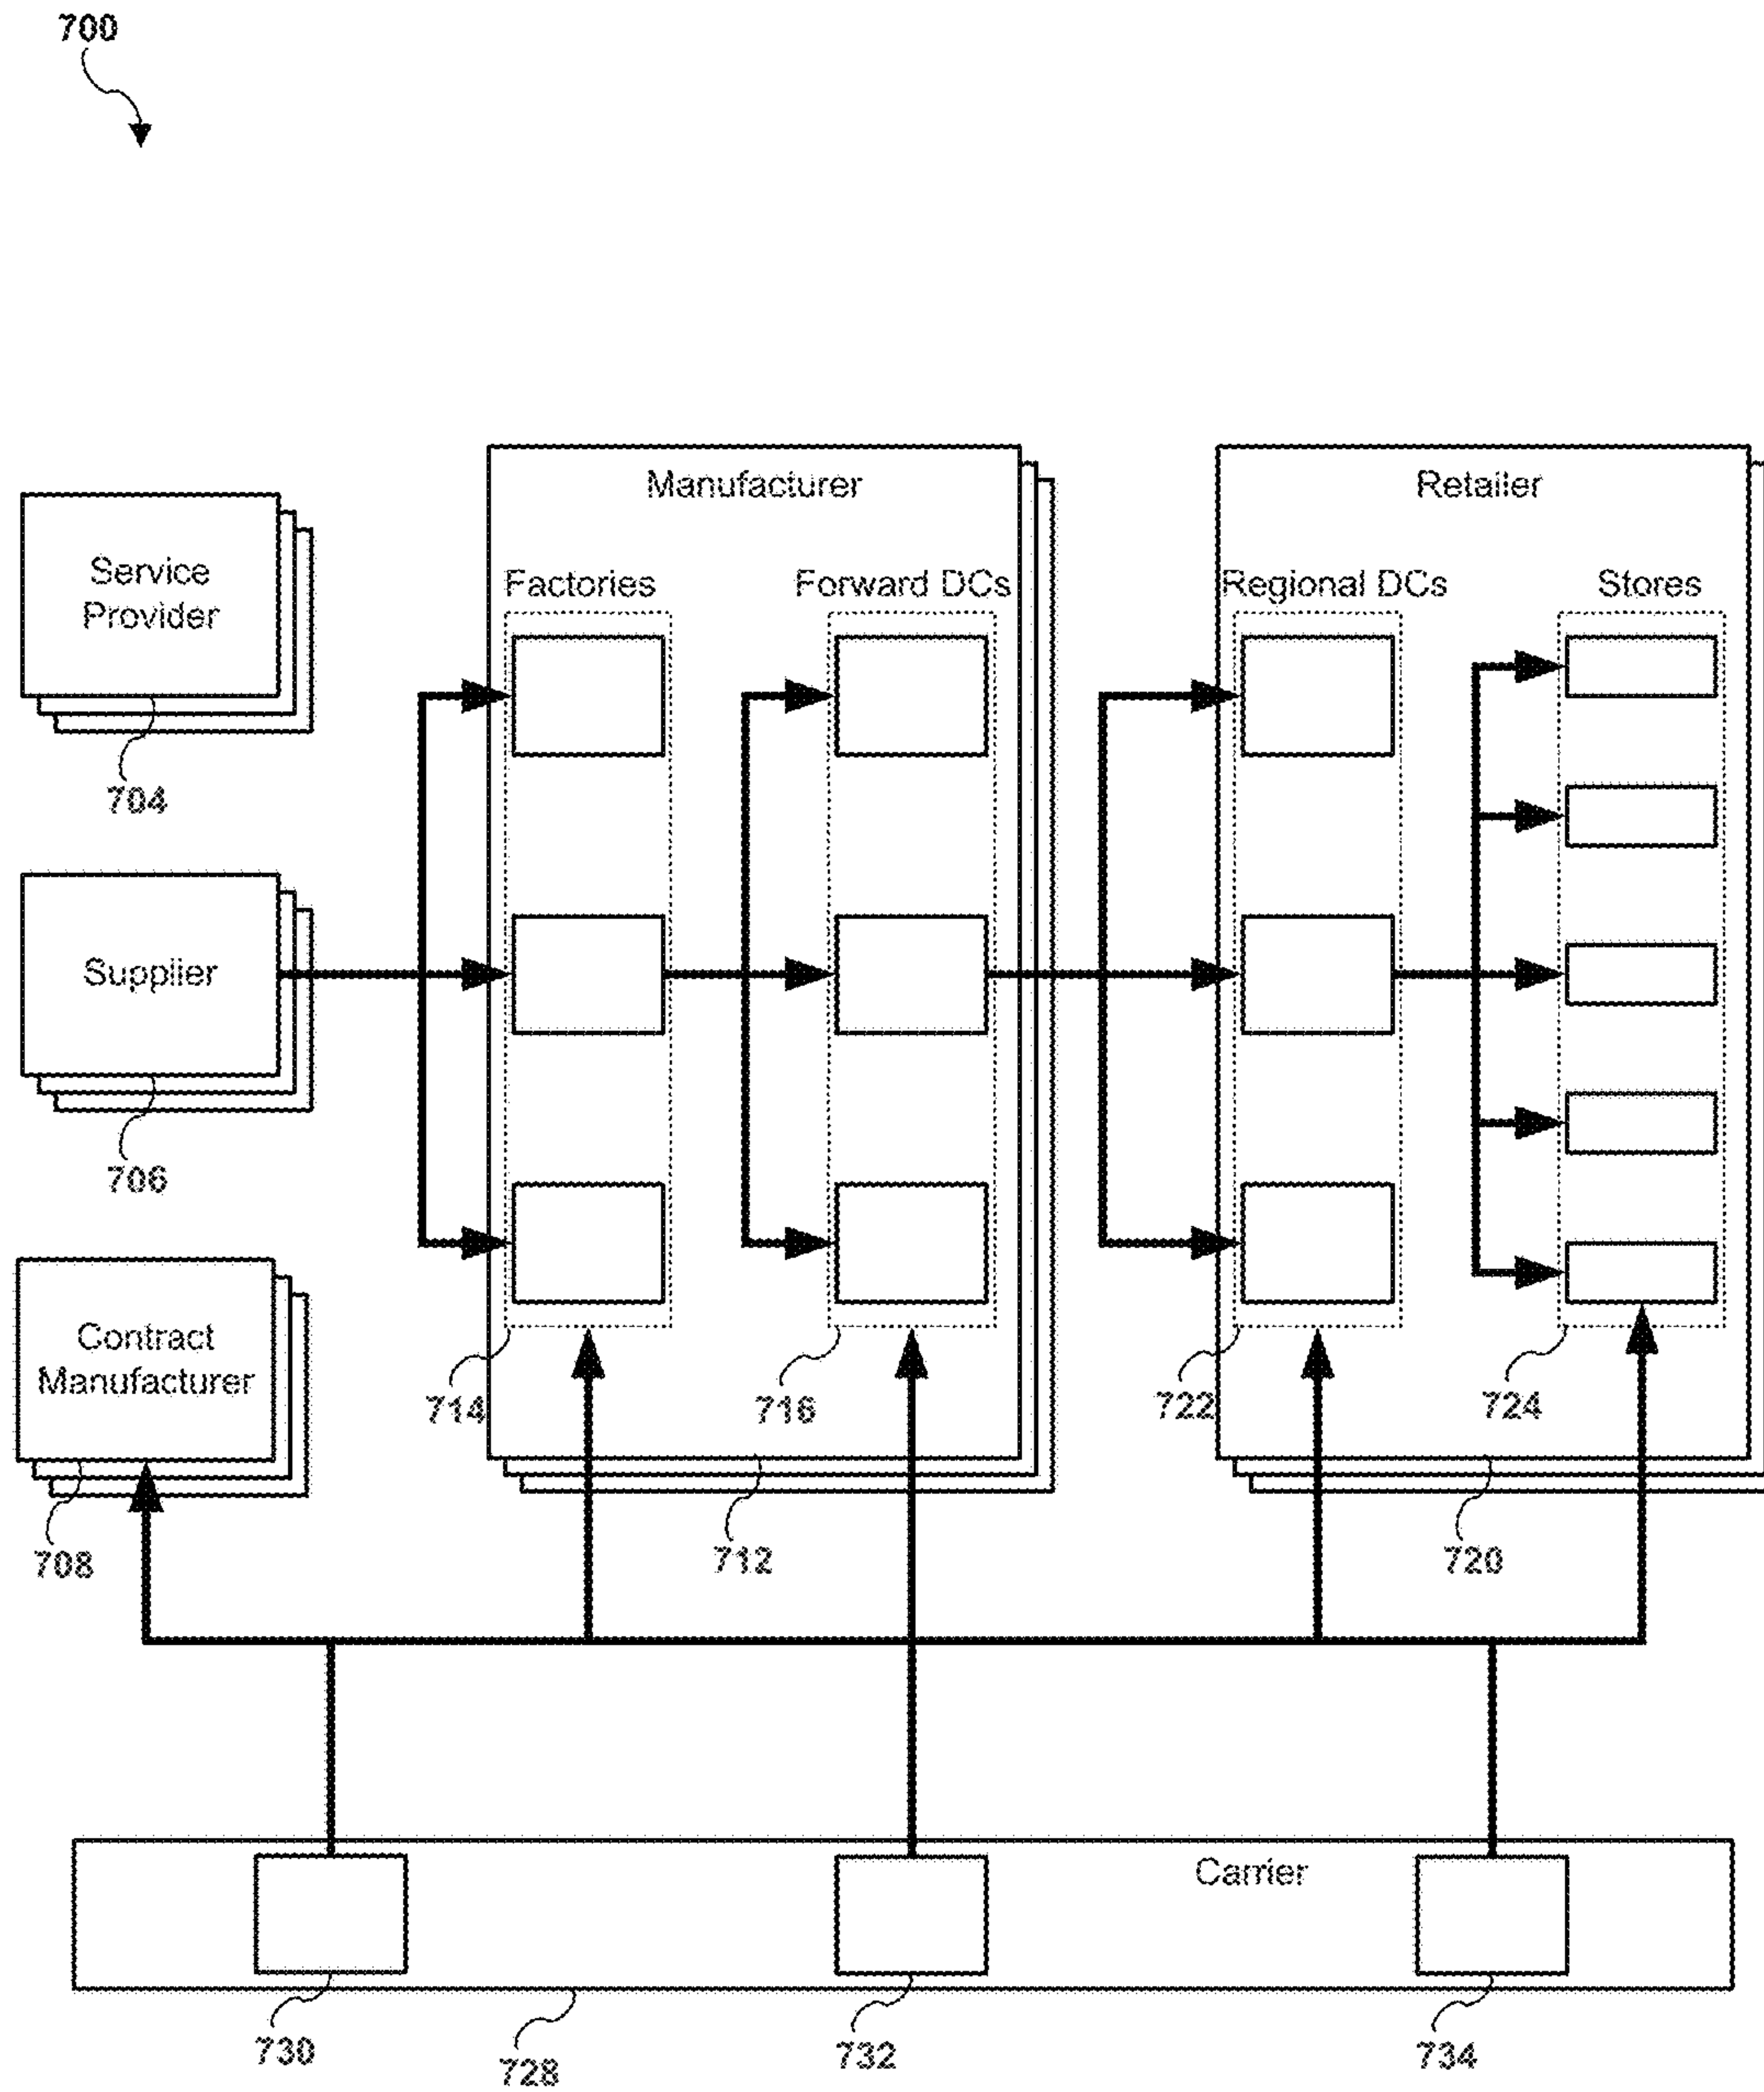 700
Manufacturer
Retailer
Service
Provider
Factories
Forward DCs
Regional DCs
Stores
704
Supplier
706
Contract
Manufacturer
714
716
722
724
708
712
720
Carrier
730
728
732
734